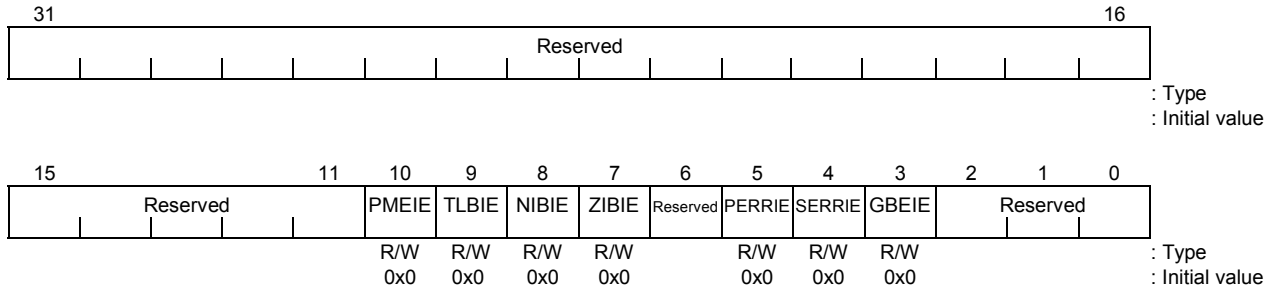 31 16
Reserved
: Type
: Initial value
15 11 10 9 8 7 6 5 4 3 2 1 0
Reserved PMEIE TLBIE NIBIE ZIBIE Reserved PERRIE SERRIE GBEIE Reserved
R/W R/W R/W R/W R/W R/W R/W : Type
0x0 0x0 0x0 0x0 0x0 0x0 0x0 : Initial value